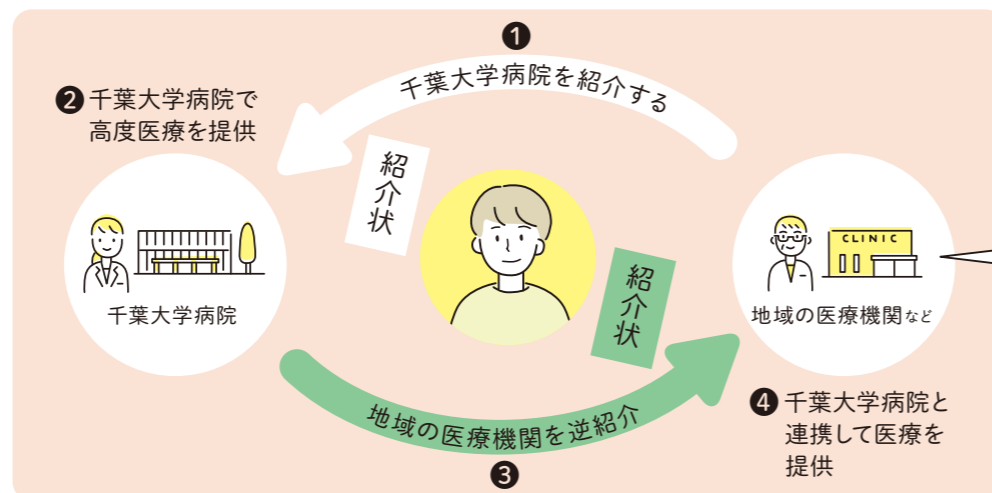 ❶
千葉大学病院を紹介する
❷千葉大学病院で
高度医療を提供
紹介状
千葉大学病院
紹介状
CLINIC
地域の医療機関など
地域の医療機関を逆紹介
❸
❹千葉大学病院と
連携して医療を
提供